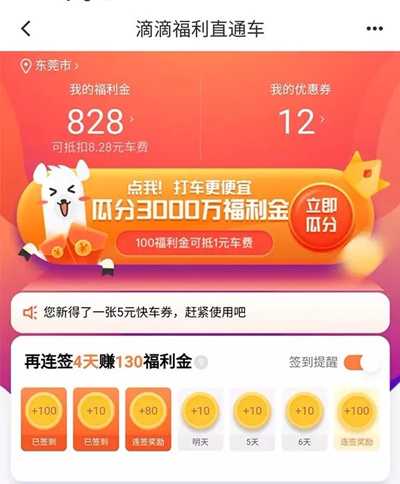 滴滴福利直通车
东莞市
我的福利金
我的优惠券
828
12
可抵扣8.28元车费
点我！打车更便宜
瓜分3000万福利金
立即
瓜分
100福利金可抵1元车费
您新得了一张5元快车券，赶紧使用吧
再连签4天赚130福利金
签到提醒
+100
+10
+80
+10
+10
+10
+100
已签到
已签到
连签奖励
明天
5天
6天
连签奖励